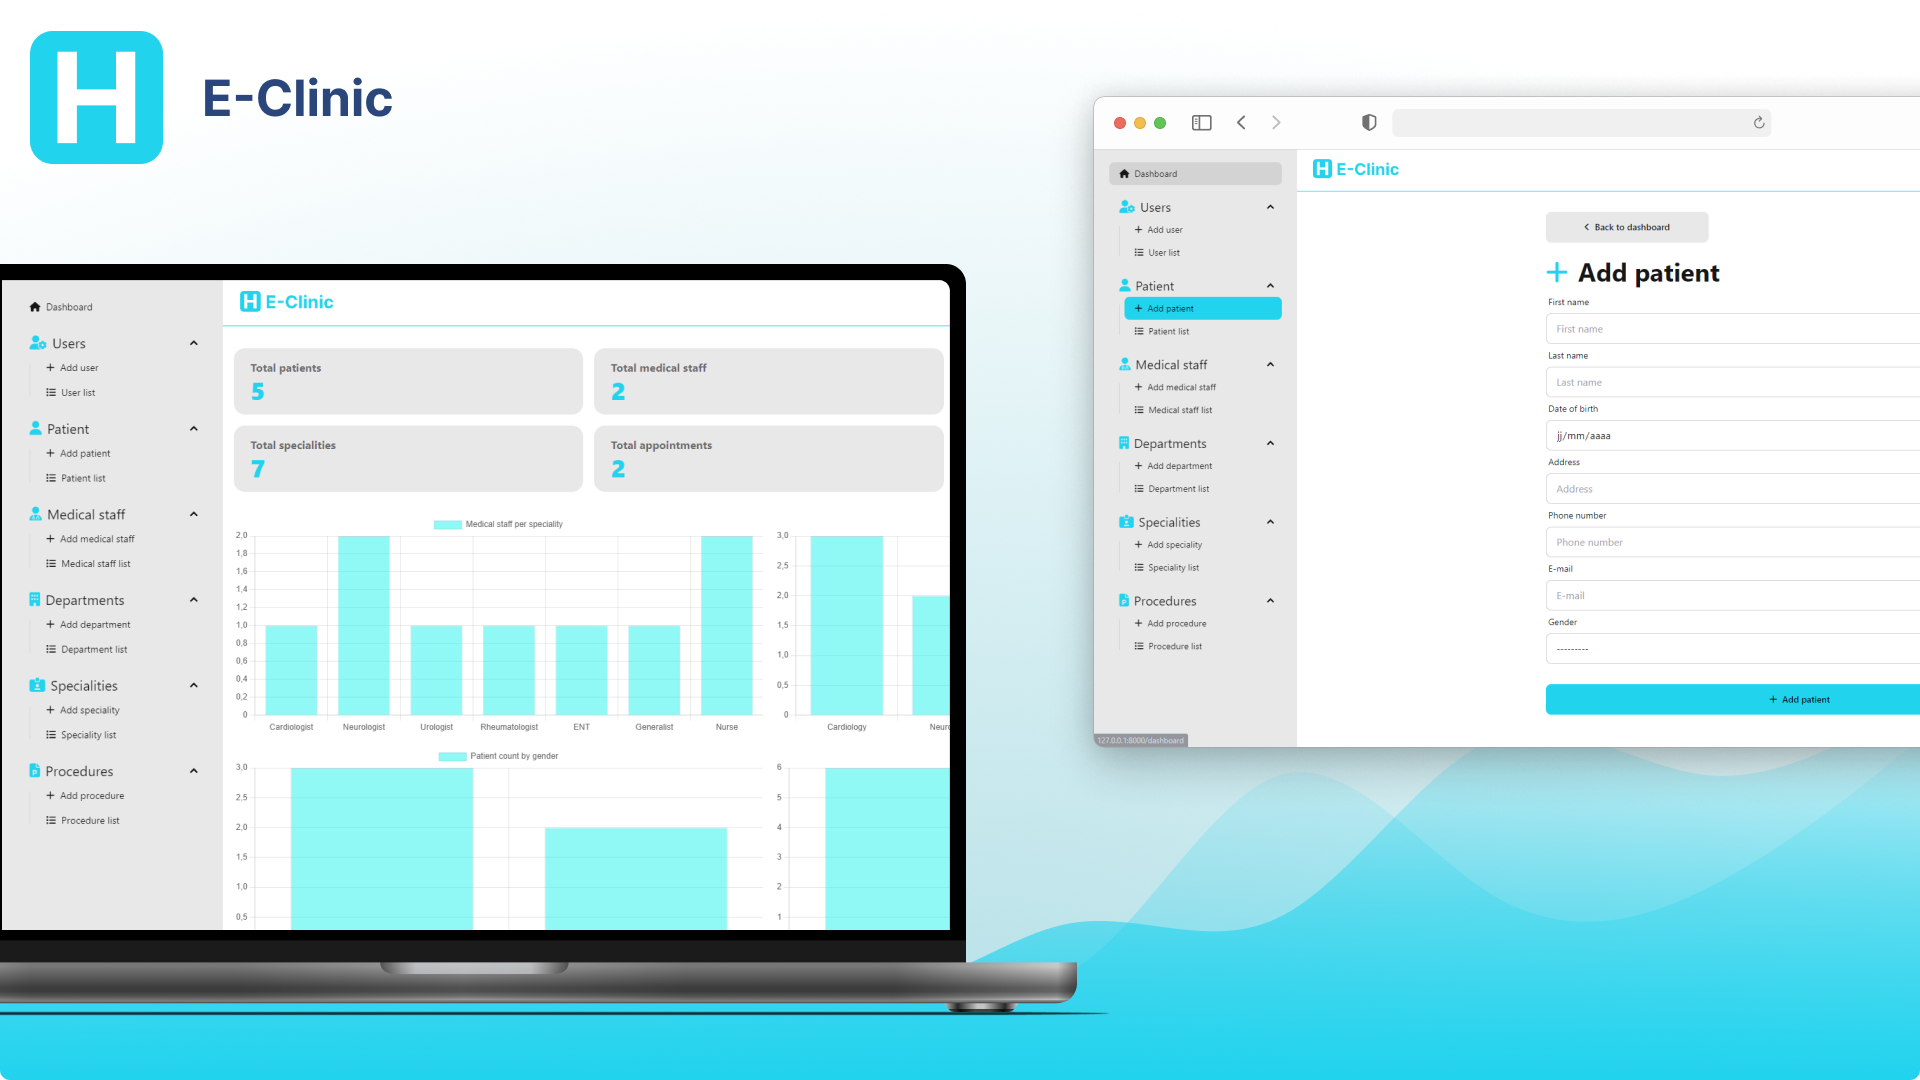 H
E-Clinic
Dashboard
Users
Add user
User list
Patient
Add patient
Patient list
Medical staff
Add medical staff
Medical staff list
Departments
Add department
Department list
Specialities
Add speciality
Speciality list
Procedures
Add procedure
Procedure list
H E-Clinic
Total patients
5
Total medical staff
2
Total specialities
7
Total appointments
2
Medical staff per speciality
2,0
1,8
1,6
1,4
1,2
1,0
0,8
0,6
0,4
0,2
0
Cardiologist Neurologist Urologist Rheumatologist ENT Generalist Nurse
3,0
2,5
2,0
1,5
1,0
0,5
0
Cardiology Neuro
Patient count by gender
3,0
2,5
2,0
1,5
1,0
0,5
6
5
4
3
2
1
Dashboard
Users
Add user
User list
Patient
Add patient
Patient list
Medical staff
Add medical staff
Medical staff list
Departments
Add department
Department list
Specialities
Add speciality
Speciality list
Procedures
Add procedure
Procedure list
127.0.0.1:8000/dashboard
H E-Clinic
Back to dashboard
+ Add patient
First name
First name
Last name
Last name
Date of birth
jj/mm/aaaa
Address
Address
Phone number
Phone number
E-mail
E-mail
Gender
---------
+ Add patient